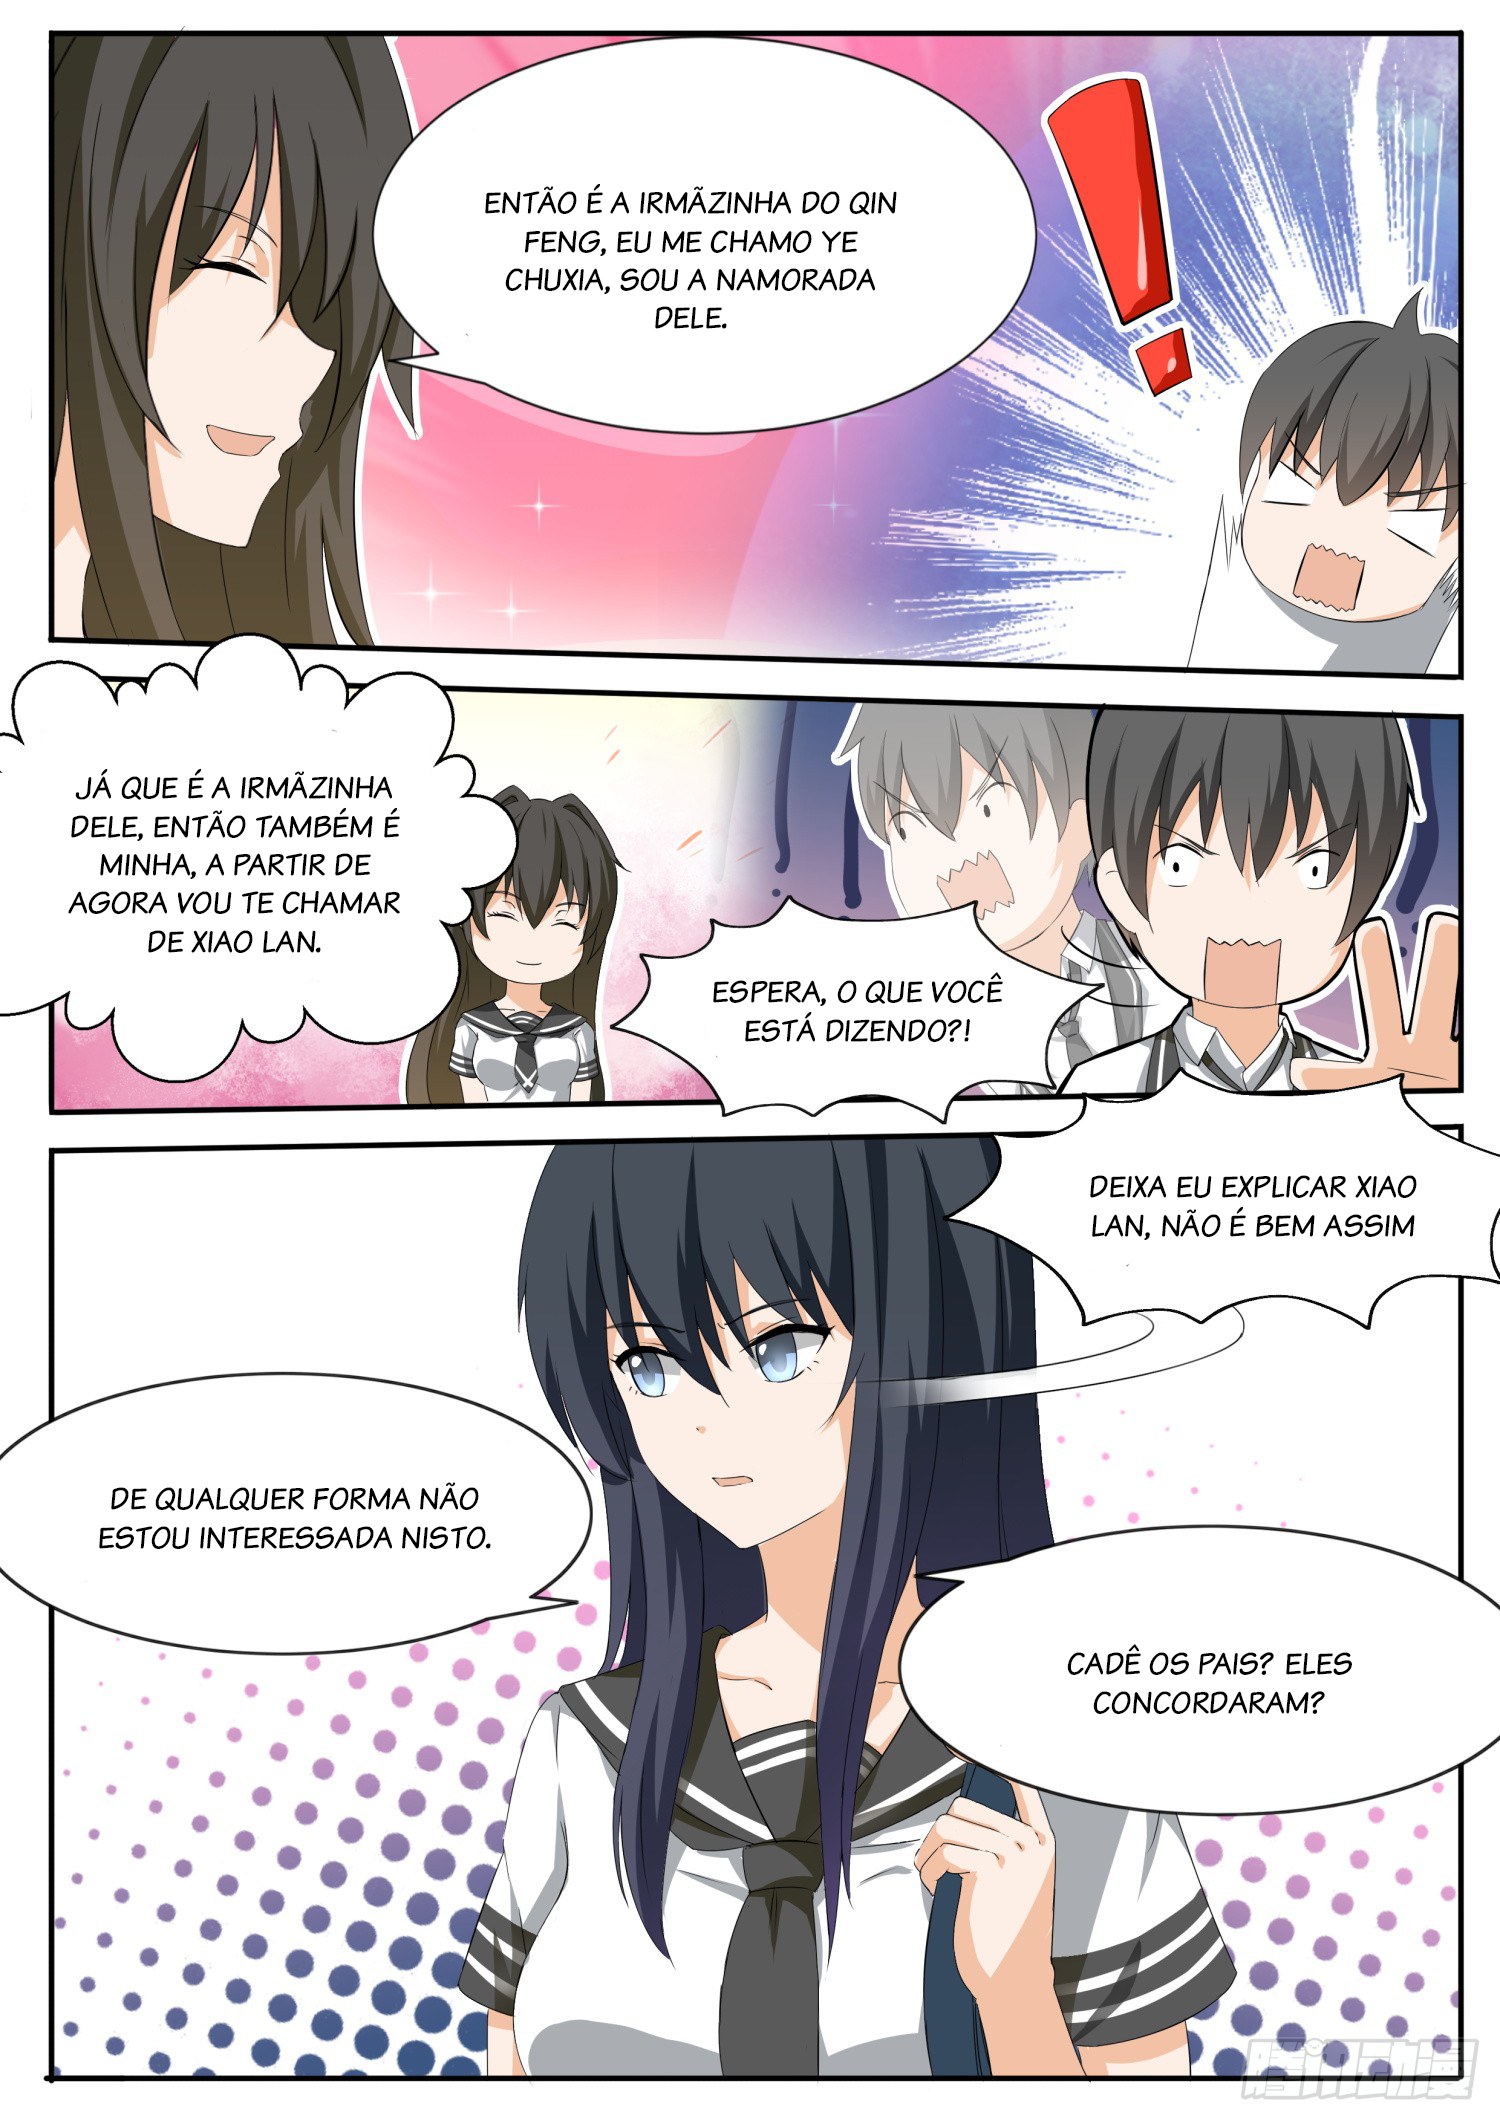 ENTÃO É A IRMÃZINHA DO QIN
FENG, EU ME CHAMO YE
CHUXIA, SOU A NAMORADA
DELE.
JÁ QUE É A IRMÃZINHA
DELE, ENTÃO TAMBÉM É
MINHA, A PARTIR DE
AGORA VOU TE CHAMAR
DE XIAO LAN.
ESPERA, O QUE VOCÊ
ESTÁ DIZENDO?!
DEIXA EU EXPLICAR XIAO
LAN, NÃO É BEM ASSIM
DE QUALQUER FORMA NÃO
ESTOU INTERESSADA NISTO.
CADÊ OS PAIS? ELES
CONCORDARAM?